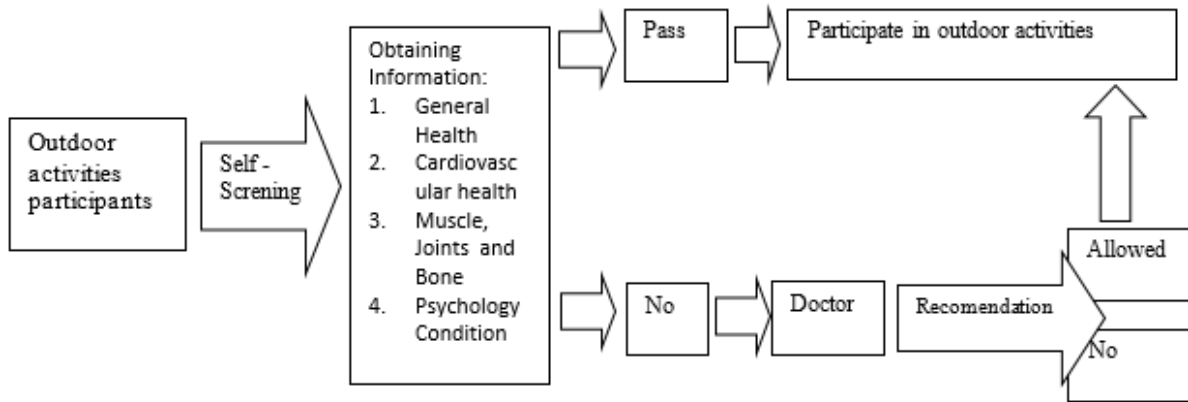 Outdoor
activities
participants
Self -
Screning
Obtaining
Information:
1. General
Health
2. Cardiovasc
ular health
3. Muscle,
Joints and
Bone
4. Psychology
Condition
Pass
Participate in outdoor activities
No
Doctor
Recomendation
Allowed
No